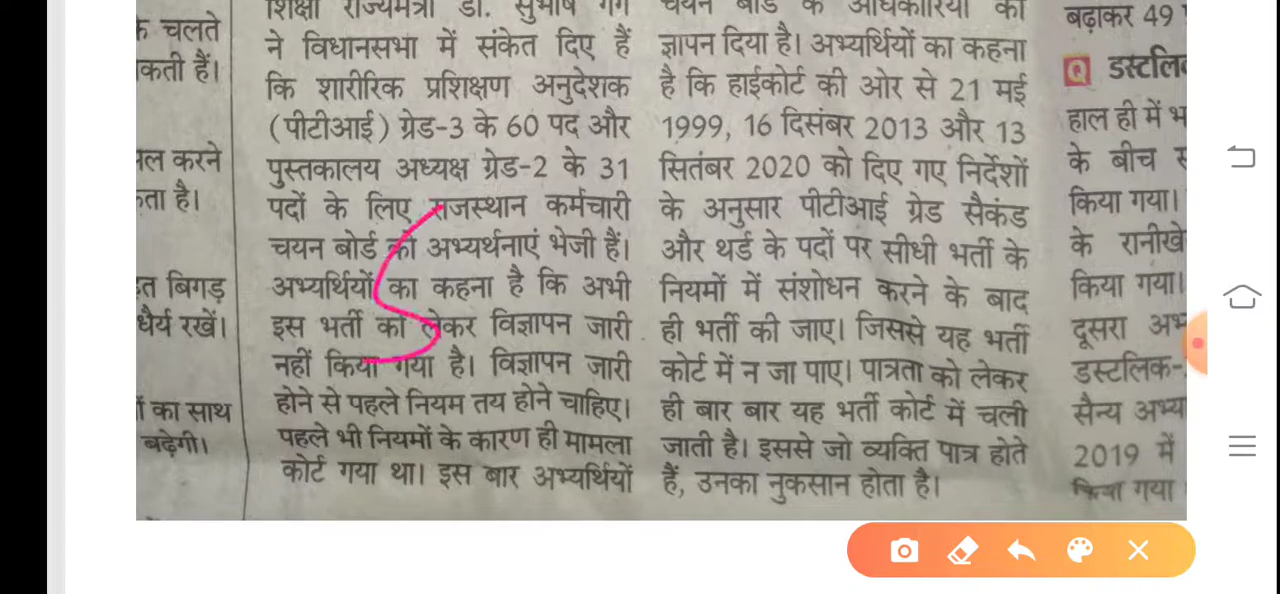 के चलते
कती हैं।
करने
ता है।
बिगड़
धैर्य रखें।
का साथ
बढ़ेगी।
शिक्षा राज्यमंत्री डॉ. सुभाष गर्ग
ने विधानसभा में संकेत दिए हैं
कि शारीरिक प्रशिक्षण अनुदेशक
(पीटीआई) ग्रेड-3 के 60 पद और
पुस्तकालय अध्यक्ष ग्रेड-2 के 31
पदों के लिए राजस्थान कर्मचारी
चयन बोर्ड को अभ्यर्थनाएं भेजी हैं।
अभ्यर्थियों का कहना है कि अभी
इस भर्ती को लेकर विज्ञापन जारी
नहीं किया गया है। विज्ञापन जारी
होने से पहले नियम तय होने चाहिए।
पहले भी नियमों के कारण ही मामला
कोर्ट गया था। इस बार अभ्यर्थियों
चयन बोर्ड के अधिकारियों को
ज्ञापन दिया है। अभ्यर्थियों का कहना
है कि हाईकोर्ट की ओर से 21 मई
1999, 16 दिसंबर 2013 और 13
सितंबर 2020 को दिए गए निर्देशों
के अनुसार पीटीआई ग्रेड सैकंड
और थर्ड के पदों पर सीधी भर्ती के
नियमों में संशोधन करने के बाद
ही भर्ती की जाए। जिससे यह भर्ती
कोर्ट में न जा पाए। पात्रता को लेकर
ही बार बार यह भर्ती कोर्ट में चली
जाती है। इससे जो व्यक्ति पात्र होते
हैं, उनका नुकसान होता है।
बढ़ाकर 49
Q डस्टलि
हाल ही में भ
के बीच स
किया गया।
के रानीखे
किया गया।
दूसरा अभ
डस्टलिक-
सैन्य अभ्या
2019 में
किया गया